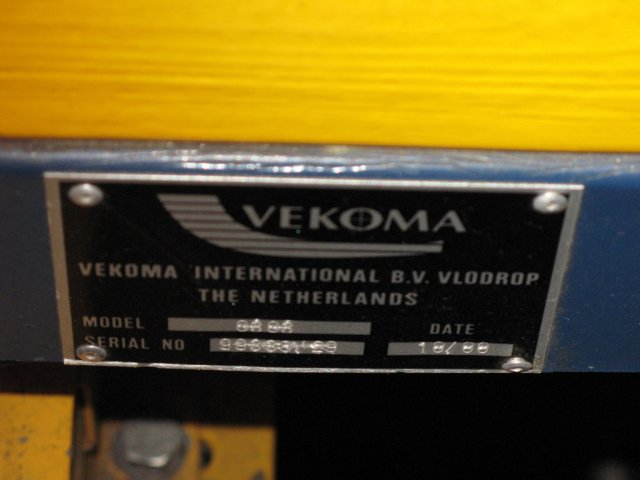 VEKOMA
VEKOMA INTERNATIONAL B.V. VLODROP
THE NETHERLANDS
MODEL
DATE
SERIAL NO